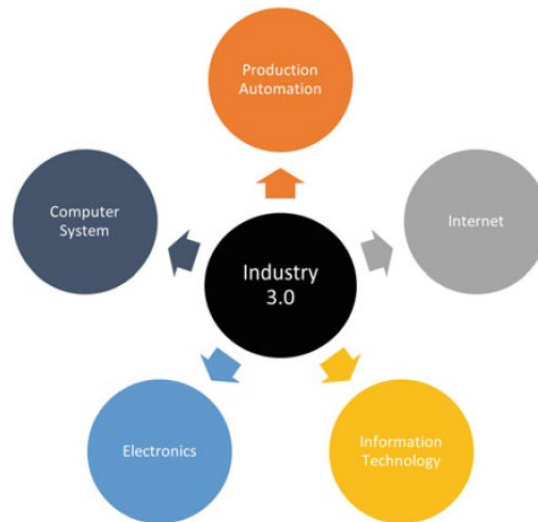 Production
Automation
Computer
System
Internet
Industry
3.0
Electronics
Information
Technology